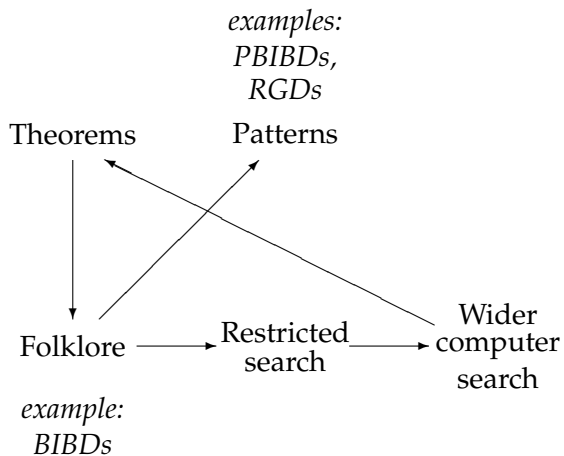 examples:
PBIBDs,
RGDs
Theorems
Patterns
Folklore
Restricted
search
Wider
computer
search
example:
BIBDs